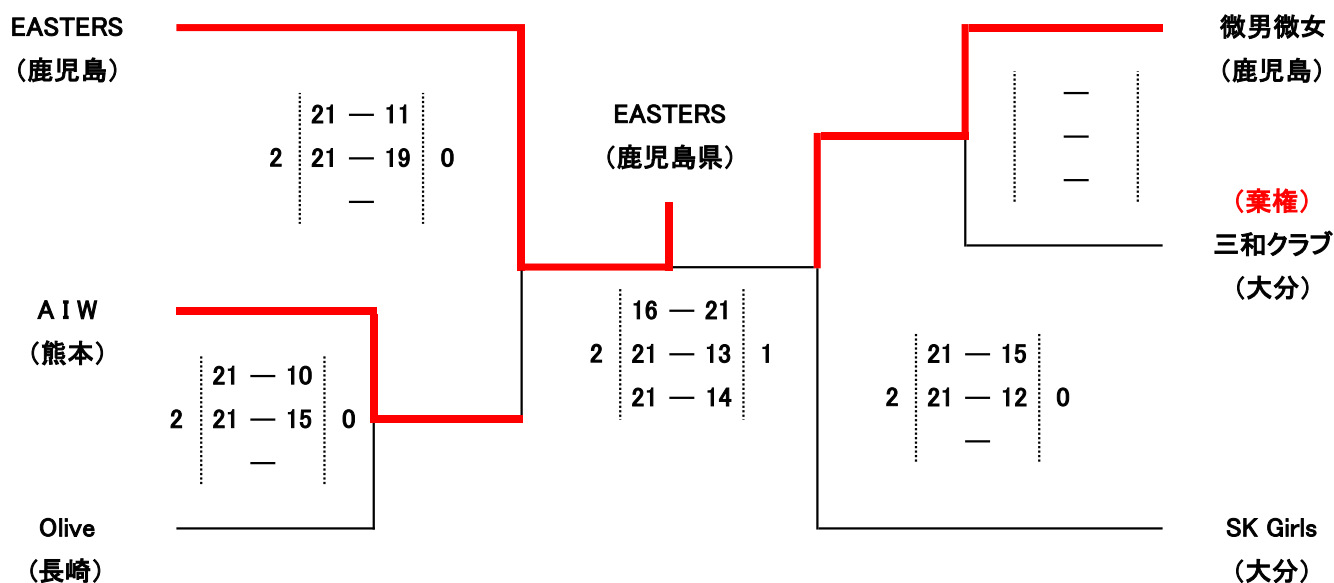 EASTERS
(鹿児島)
21 — 11
2 21 — 19 0
—
A I W
(熊本)
21 — 10
2 21 — 15 0
—
Olive
(長崎)
EASTERS
(鹿児島県)
16 — 21
2 21 — 13 1
21 — 14
微男微女
(鹿児島)
—
—
—
(棄権)
三和クラブ
(大分)
21 — 15
2 21 — 12 0
—
SK Girls
(大分)